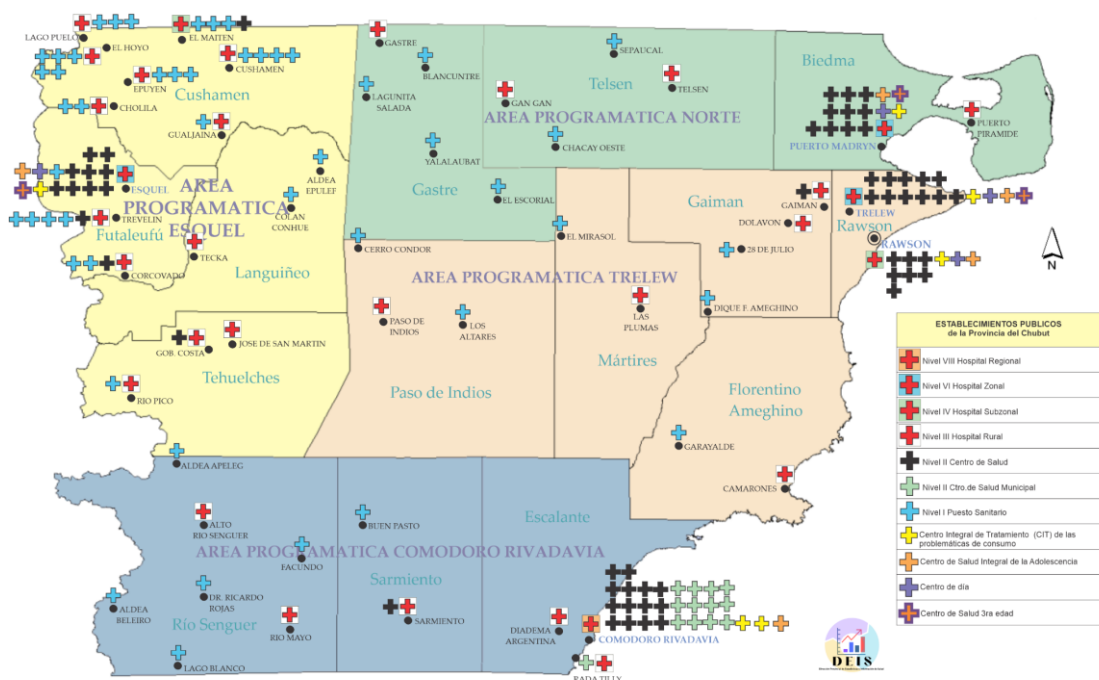 LAGO PUELO
EL HOYO
EL MAITEN
CUSHAMEN
EPUYEN
Cushamen
CHOLILA
GUALJAINA
GASTRE
BLANCUNTRE
LAGUNITA
SALADA
YALALAUBAT
Gastre
EL ESCORIAL
SEPAUCAL
Telsen
GAN GAN
TELSEN
AREA PROGRAMATICA NORTE
CHACAY OESTE
Biedma
PUERTO
PIRAMIDE
PUERTO MADRYN
ALDEA
EPULEF
ESQUEL
AREA
PROGRAMATICA
ESQUEL
COLAN
CONHUE
TREVELIN
Futaleufú
TECKA
CORCOVADO
Languiñeo
CERRO CONDOR
EL MIRASOL
Gaiman
GAIMAN
DOLAVON
28 DE JULIO
TRELEW
Rawson
RAWSON
AREA PROGRAMATICA TRELEW
PASO DE
INDIOS
LOS
ALTARES
LAS
PLUMAS
DIQUE F. AMEGHINO
JOSE DE SAN MARTIN
GOB. COSTA
Tehuelches
RIO PICO
Paso de Indios
Mártires
Florentino
Ameghino
GARAYALDE
CAMARONES
ALDEA APELEG
ALTO
RIO SENGUER
BUEN PASTO
Escalante
AREA PROGRAMATICA COMODORO RIVADAVIA
FACUNDO
Sarmiento
DR. RICARDO
ROJAS
ALDEA
BELEIRO
Río Senguer
RIO MAYO
SARMIENTO
DIADEMA
ARGENTINA
COMODORO RIVADAVIA
LAGO BLANCO
RADA TILLY
N
ESTABLECIMIENTOS PUBLICOS
de la Provincia del Chubut
Nivel VIII Hospital Regional
Nivel VI Hospital Zonal
Nivel IV Hospital Subzonal
Nivel III Hospital Rural
Nivel II Centro de Salud
Nivel II Ctro.de Salud Municipal
Nivel I Puesto Sanitario
Centro Integral de Tratamiento (CIT) de las
problemáticas de consumo
Centro de Salud Integral de la Adolescencia
Centro de día
Centro de Salud 3ra edad
DEIS